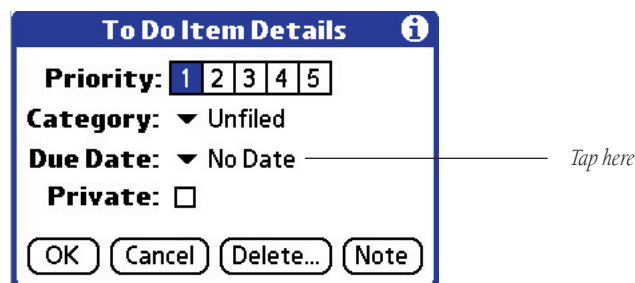 To Do Item Details i
Priority: 1 2 3 4 5
Category: Unfiled
Due Date: No Date Tap here
Private:
OK Cancel Delete... Note